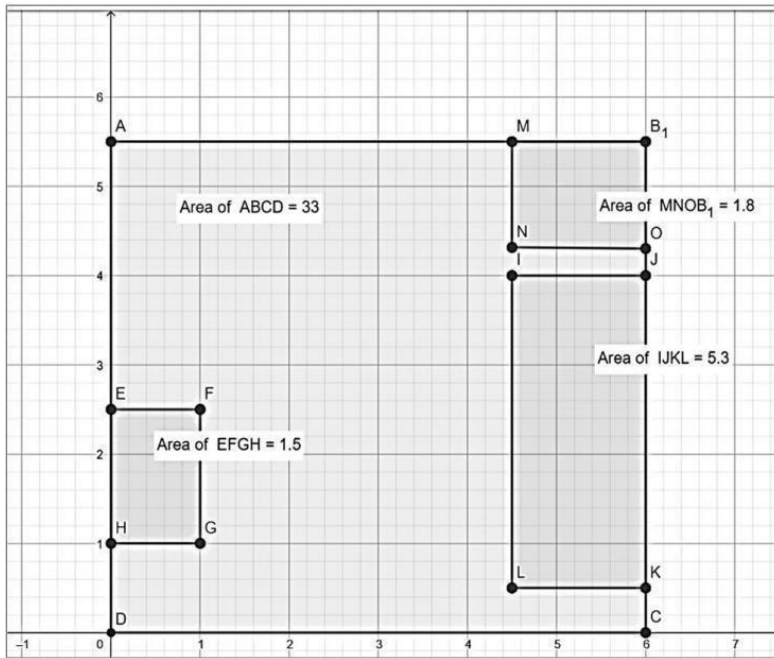 6
A M B₁
5
Area of ABCD = 33
Area of MNOB₁ = 1.8
N O
I J
4
Area of IJKL = 5.3
3
E F
Area of EFGH = 1.5
2
H G
1
L K
D C
–1 0 1 2 3 4 5 6 7